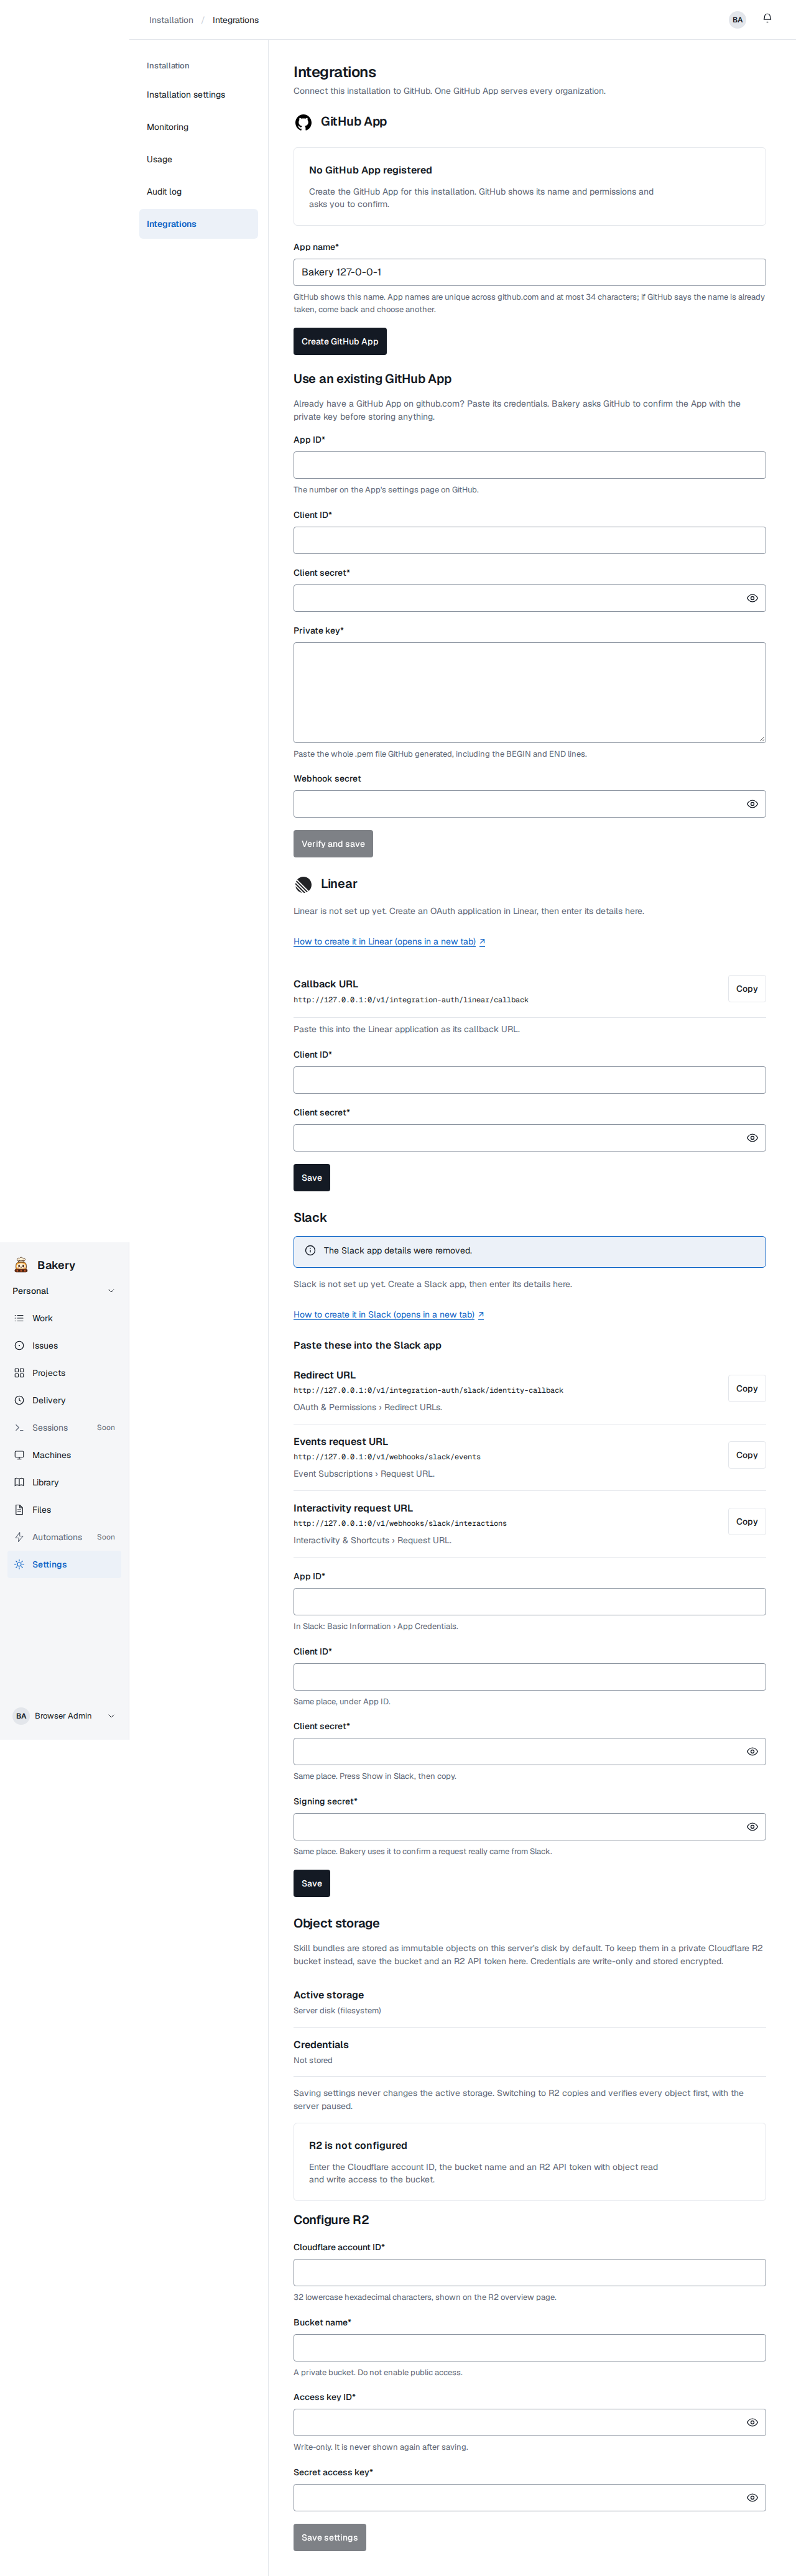 Installation / Integrations
BA
Installation
Installation settings
Monitoring
Usage
Audit log
Integrations
Integrations
Connect this installation to GitHub. One GitHub App serves every organization.
GitHub App
No GitHub App registered
Create the GitHub App for this installation. GitHub shows its name and permissions and
asks you to confirm.
App name*
Bakery 127-0-0-1
GitHub shows this name. App names are unique across github.com and at most 34 characters; if GitHub says the name is already
taken, come back and choose another.
Create GitHub App
Use an existing GitHub App
Already have a GitHub App on github.com? Paste its credentials. Bakery asks GitHub to confirm the App with the
private key before storing anything.
App ID*
The number on the App's settings page on GitHub.
Client ID*
Client secret*
Private key*
Paste the whole .pem file GitHub generated, including the BEGIN and END lines.
Webhook secret
Verify and save
Linear
Linear is not set up yet. Create an OAuth application in Linear, then enter its details here.
How to create it in Linear (opens in a new tab)
Callback URL
http://127.0.0.1:0/v1/integration-auth/linear/callback
Copy
Paste this into the Linear application as its callback URL.
Client ID*
Client secret*
Save
Slack
The Slack app details were removed.
Slack is not set up yet. Create a Slack app, then enter its details here.
How to create it in Slack (opens in a new tab)
Paste these into the Slack app
Redirect URL
http://127.0.0.1:0/v1/integration-auth/slack/identity-callback
OAuth & Permissions › Redirect URLs.
Copy
Events request URL
http://127.0.0.1:0/v1/webhooks/slack/events
Event Subscriptions › Request URL.
Copy
Interactivity request URL
http://127.0.0.1:0/v1/webhooks/slack/interactions
Interactivity & Shortcuts › Request URL.
Copy
App ID*
In Slack: Basic Information › App Credentials.
Client ID*
Same place, under App ID.
Client secret*
Same place. Press Show in Slack, then copy.
Signing secret*
Same place. Bakery uses it to confirm a request really came from Slack.
Save
Object storage
Skill bundles are stored as immutable objects on this server's disk by default. To keep them in a private Cloudflare R2
bucket instead, save the bucket and an R2 API token here. Credentials are write-only and stored encrypted.
Active storage
Server disk (filesystem)
Credentials
Not stored
Saving settings never changes the active storage. Switching to R2 copies and verifies every object first, with the
server paused.
R2 is not configured
Enter the Cloudflare account ID, the bucket name and an R2 API token with object read
and write access to the bucket.
Configure R2
Cloudflare account ID*
32 lowercase hexadecimal characters, shown on the R2 overview page.
Bucket name*
A private bucket. Do not enable public access.
Access key ID*
Write-only. It is never shown again after saving.
Secret access key*
Save settings
Bakery
Personal
Work
Issues
Projects
Delivery
Sessions Soon
Machines
Library
Files
Automations Soon
Settings
BA Browser Admin